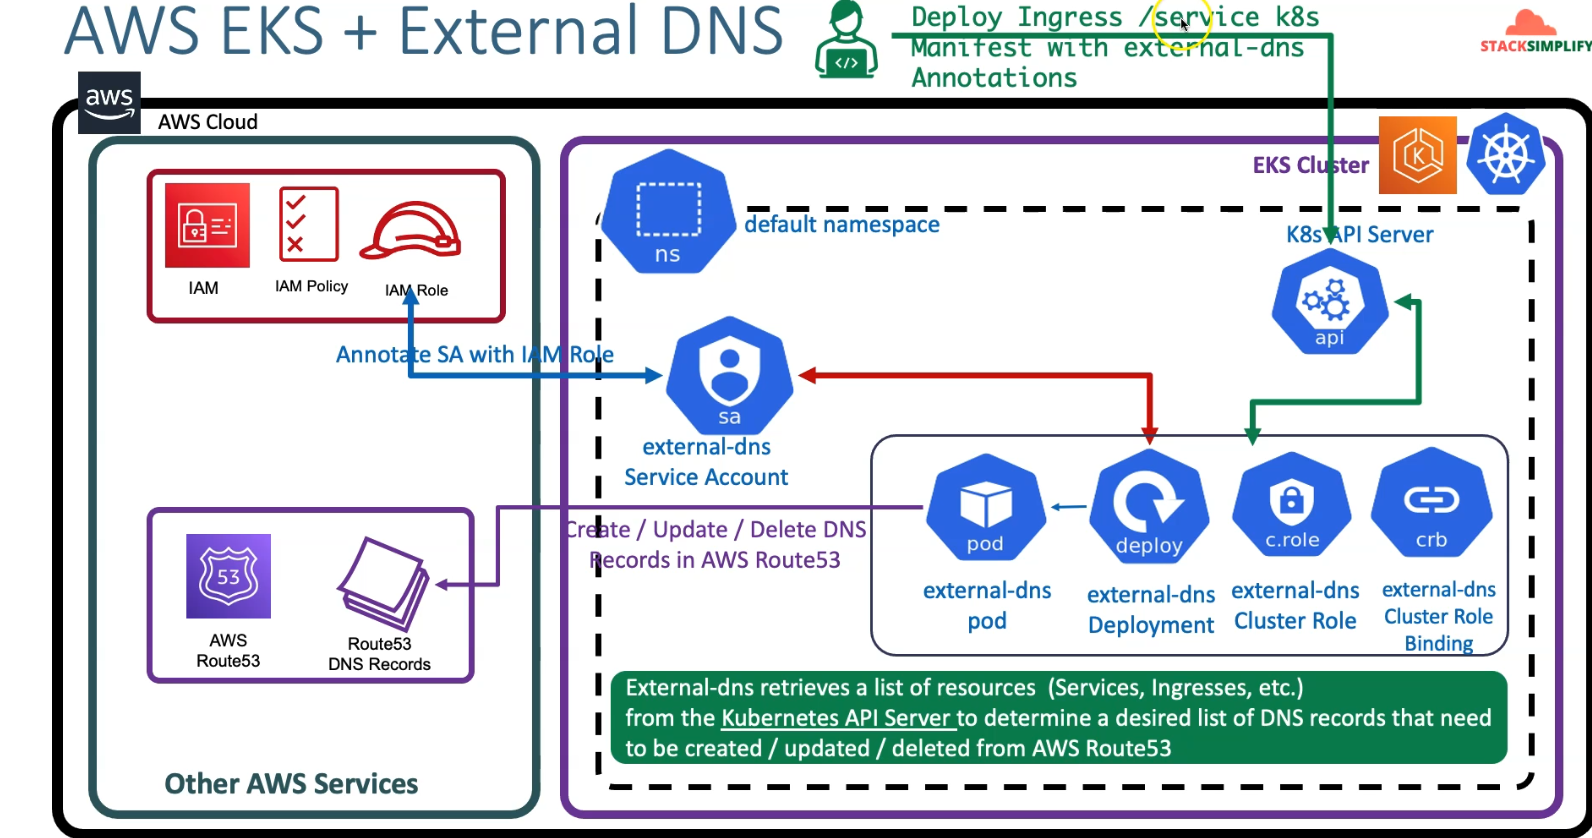 AWS EKS + External DNS
Deploy Ingress /service k8s
Manifest with external-dns
Annotations
STACKSIMPLIFY
aws
AWS Cloud
EKS Cluster
K
ns
default namespace
K8s API Server
api
IAM
IAM Policy
IAM Role
Annotate SA with IAM Role
sa
external-dns
Service Account
Create / Update / Delete DNS
Records in AWS Route53
pod
external-dns
pod
deploy
external-dns
Deployment
c.role
external-dns
Cluster Role
crb
external-dns
Cluster Role
Binding
53
AWS
Route53
Route53
DNS Records
External-dns retrieves a list of resources (Services, Ingresses, etc.)
from the Kubernetes API Server to determine a desired list of DNS records that need
to be created / updated / deleted from AWS Route53
Other AWS Services